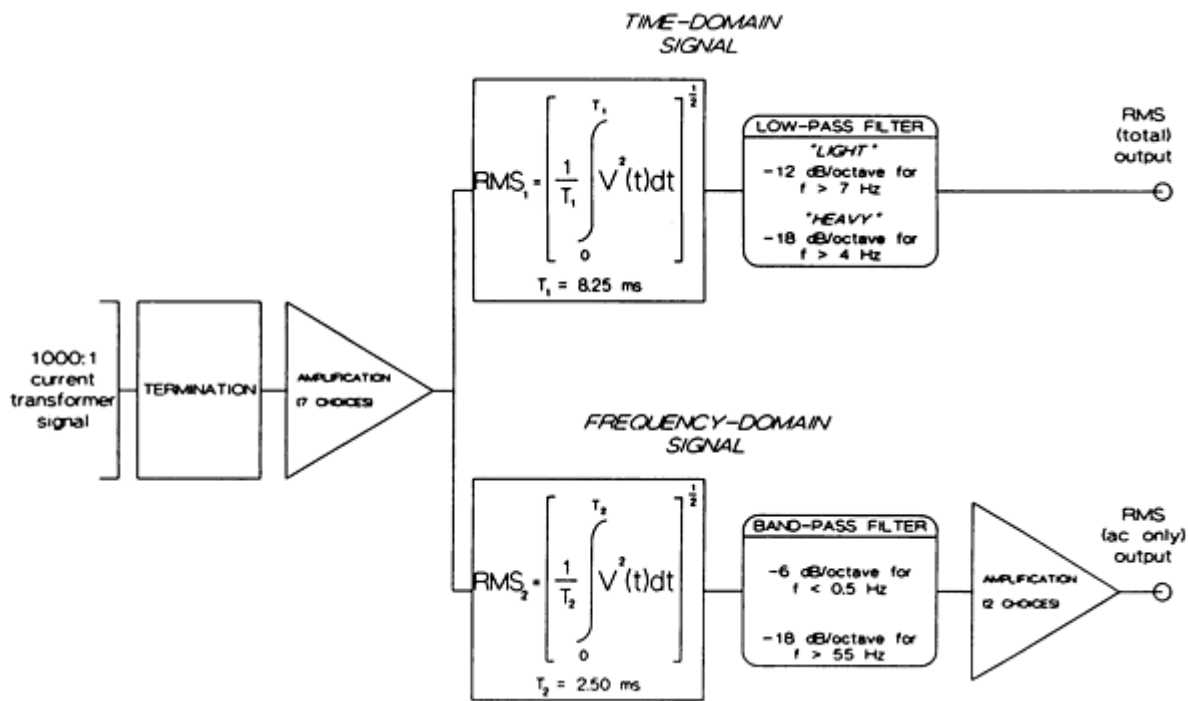 TIME-DOMAIN
SIGNAL
RMS₁ = [ 1/T₁ ∫₀^T₁ V²(t)dt ]^½
T₁ = 8.25 ms
LOW-PASS FILTER
"LIGHT"
-12 dB/octave for
f > 7 Hz
"HEAVY"
-18 dB/octave for
f > 4 Hz
RMS
(total)
output
1000:1
current
transformer
signal
TERMINATION
AMPLIFICATION
(7 CHOICES)
FREQUENCY-DOMAIN
SIGNAL
RMS₂ = [ 1/T₂ ∫₀^T₂ V²(t)dt ]^½
T₂ = 2.50 ms
BAND-PASS FILTER
-6 dB/octave for
f < 0.5 Hz
-18 dB/octave for
f > 55 Hz
AMPLIFICATION
(2 CHOICES)
RMS
(ac only)
output